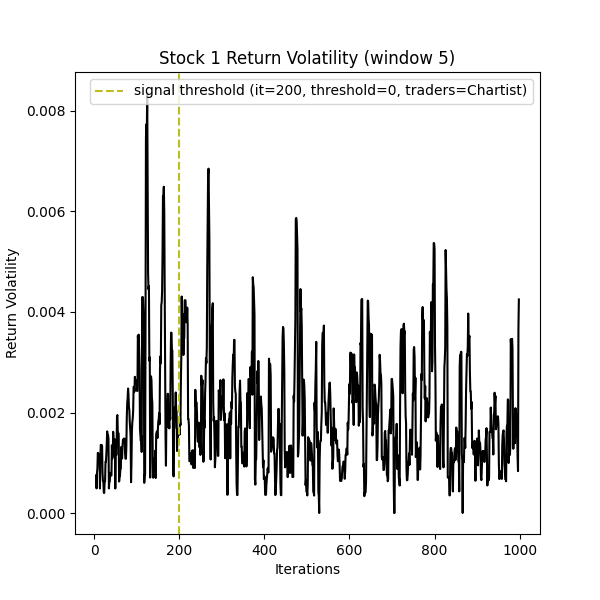 Stock 1 Return Volatility (window 5)
signal threshold (it=200, threshold=0, traders=Chartist)
0.008
0.006
0.004
0.002
0.000
Return Volatility
0 200 400 600 800 1000
Iterations